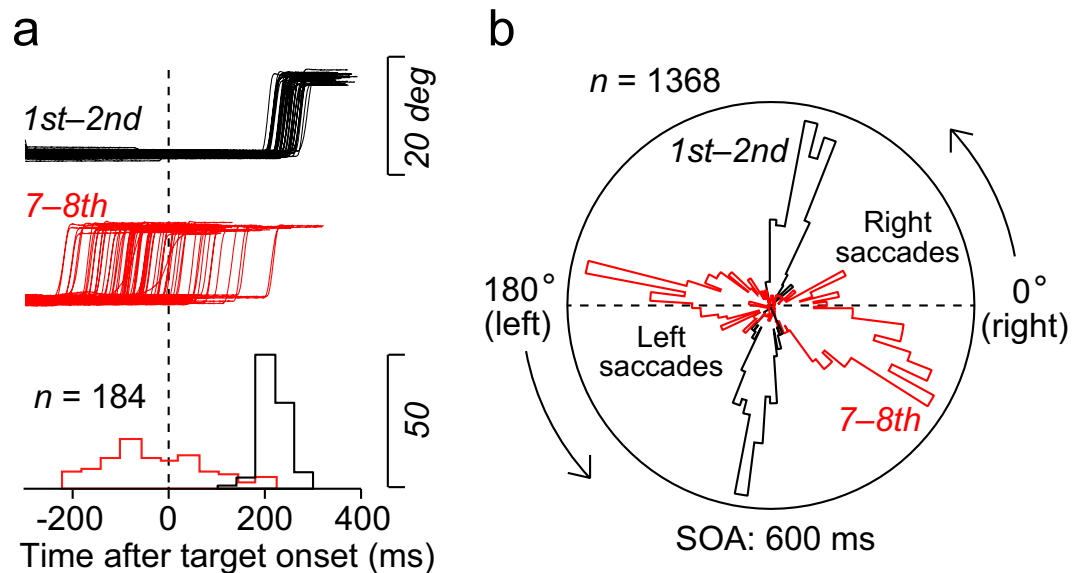 a
1st–2nd
20 deg
7–8th
n = 184
50
-200 0 200 400
Time after target onset (ms)
b
n = 1368
1st–2nd
Right
saccades
180°
(left)
0°
(right)
Left
saccades
7–8th
SOA: 600 ms